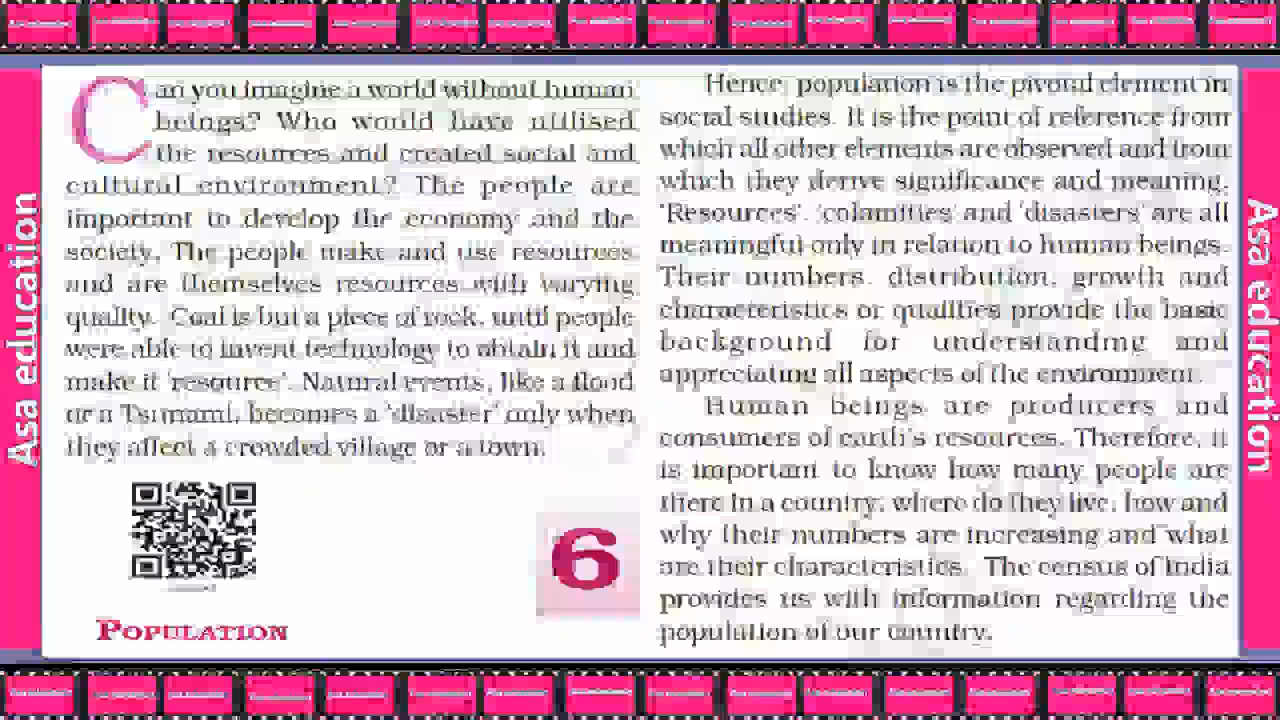 Can you imagine a world without human
beings? Who would have utilised
the resources and created social and
cultural environment? The people are
important to develop the economy and the
society. The people make and use resources
and are themselves resources with varying
quality. Coal is but a piece of rock, until people
were able to invent technology to obtain it and
make it 'resource'. Natural events, like a flood
or a Tsunami, becomes a 'disaster' only when
they affect a crowded village or a town.
6
POPULATION
Hence, population is the pivotal element in
social studies. It is the point of reference from
which all other elements are observed and from
which they derive significance and meaning.
'Resources', 'calamities' and 'disasters' are all
meaningful only in relation to human beings.
Their numbers, distribution, growth and
characteristics or qualities provide the basic
background for understanding and
appreciating all aspects of the environment.
Human beings are producers and
consumers of earth's resources. Therefore, it
is important to know how many people are
there in a country, where do they live, how and
why their numbers are increasing and what
are their characteristics. The census of India
provides us with information regarding the
population of our country.
Asa education
Asa education